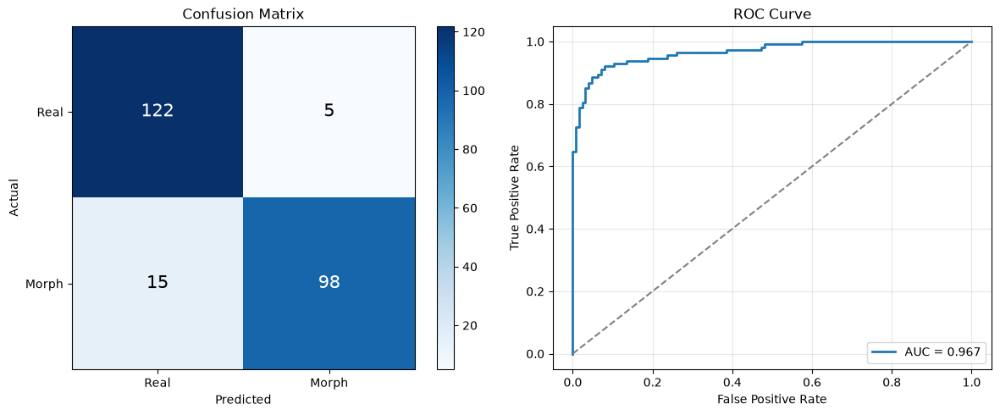 Confusion Matrix
Real
Morph
Actual
122
5
15
98
Real
Morph
Predicted
120
100
80
60
40
20
ROC Curve
True Positive Rate
1.0
0.8
0.6
0.4
0.2
0.0
AUC = 0.967
0.0
0.2
0.4
0.6
0.8
1.0
False Positive Rate